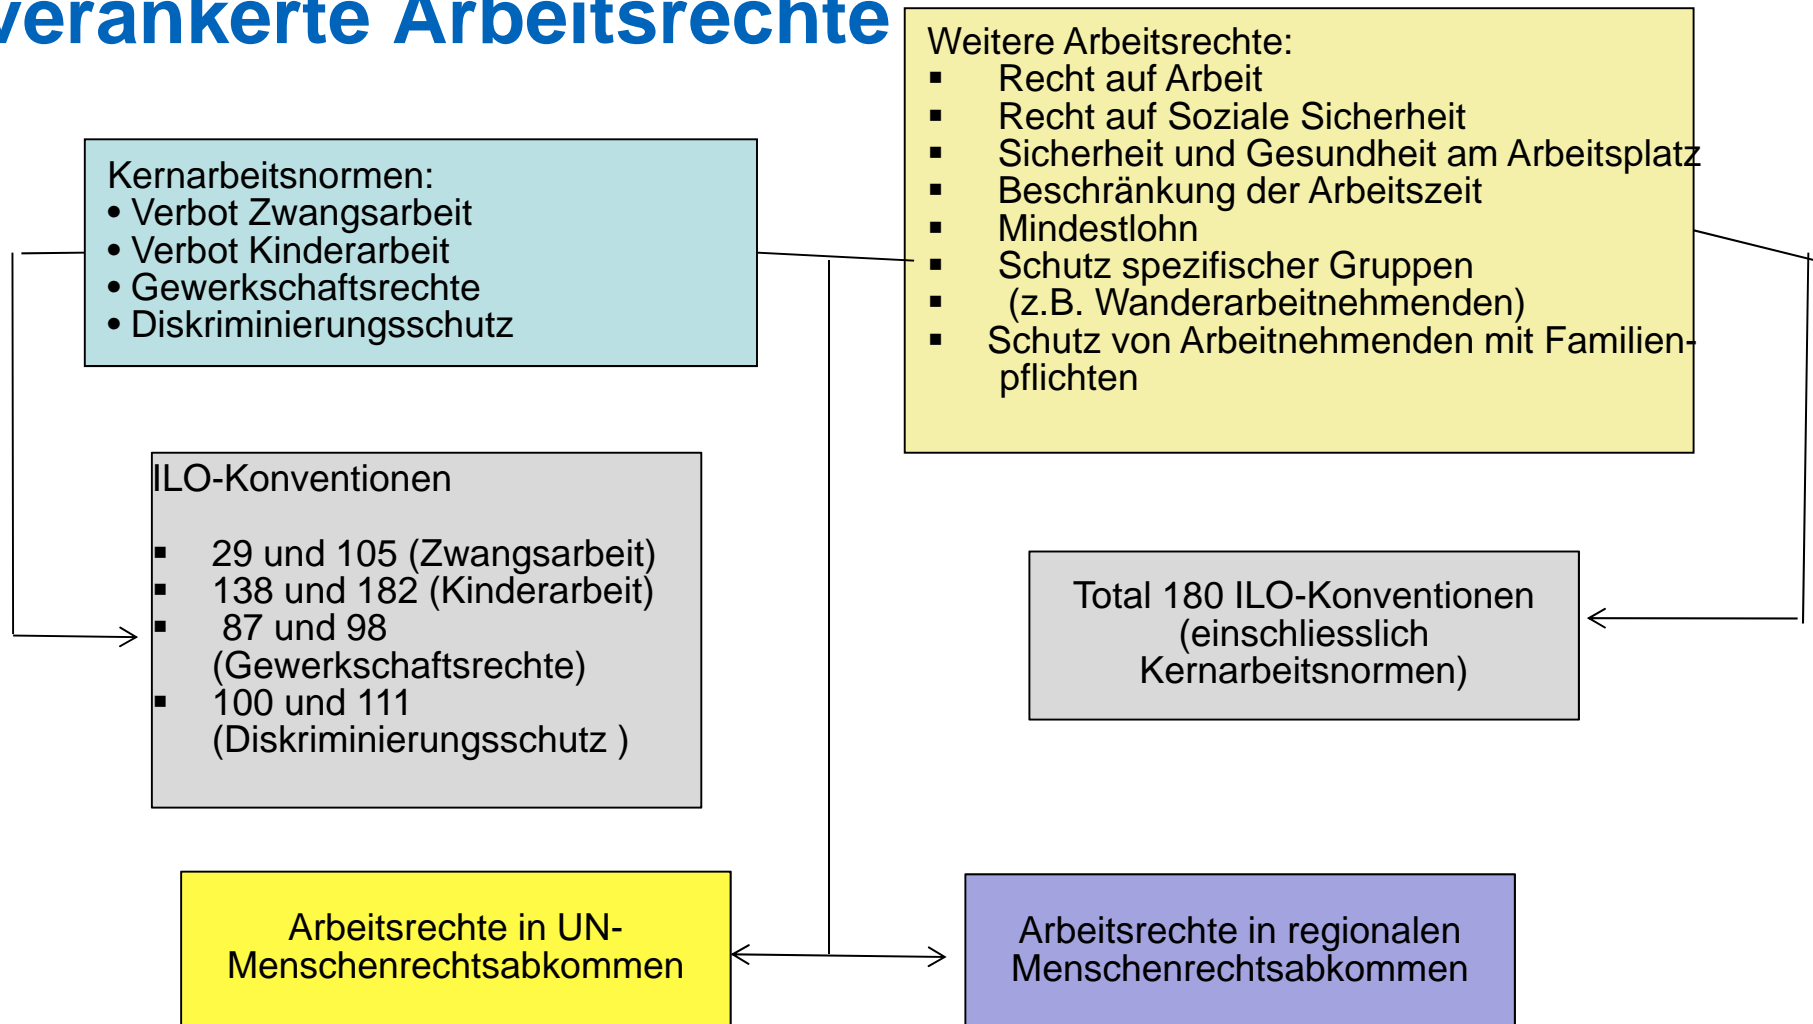 verankerte Arbeitsrechte
Kernarbeitsnormen:
• Verbot Zwangsarbeit
• Verbot Kinderarbeit
• Gewerkschaftsrechte
• Diskriminierungsschutz
Weitere Arbeitsrechte:
▪ Recht auf Arbeit
▪ Recht auf Soziale Sicherheit
▪ Sicherheit und Gesundheit am Arbeitsplatz
▪ Beschränkung der Arbeitszeit
▪ Mindestlohn
▪ Schutz spezifischer Gruppen
▪ (z.B. Wanderarbeitnehmenden)
▪ Schutz von Arbeitnehmenden mit Familien-
pflichten
ILO-Konventionen
▪ 29 und 105 (Zwangsarbeit)
▪ 138 und 182 (Kinderarbeit)
▪ 87 und 98
(Gewerkschaftsrechte)
▪ 100 und 111
(Diskriminierungsschutz )
Total 180 ILO-Konventionen
(einschliesslich
Kernarbeitsnormen)
Arbeitsrechte in UN-
Menschenrechtsabkommen
Arbeitsrechte in regionalen
Menschenrechtsabkommen